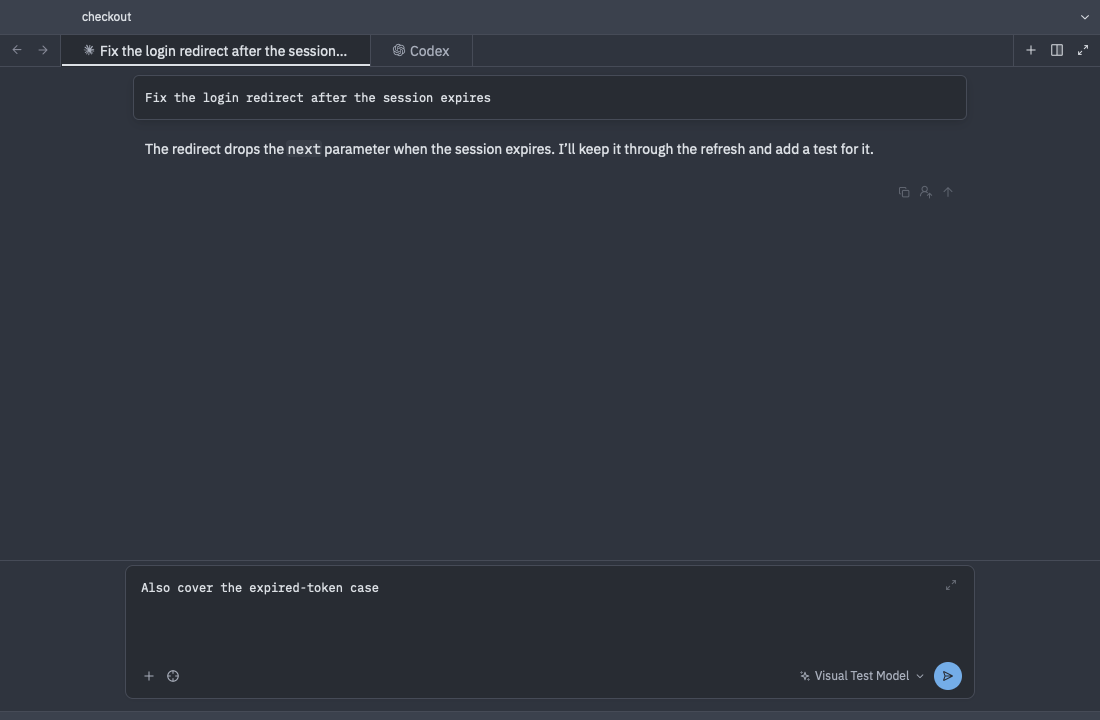 checkout
Fix the login redirect after the session...
Codex
Fix the login redirect after the session expires
The redirect drops the next parameter when the session expires. I’ll keep it through the refresh and add a test for it.
Also cover the expired-token case
Visual Test Model